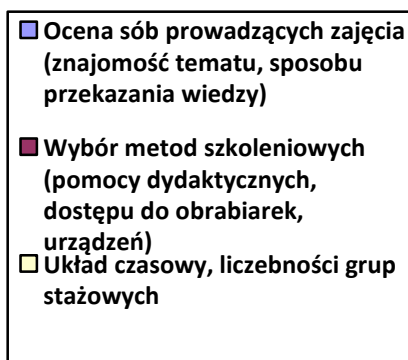 Ocena sób prowadzących zajęcia
(znajomość tematu, sposobu
przekazania wiedzy)
Wybór metod szkoleniowych
(pomocy dydaktycznych,
dostępu do obrabiarek,
urządzeń)
Układ czasowy, liczebności grup
stażowych